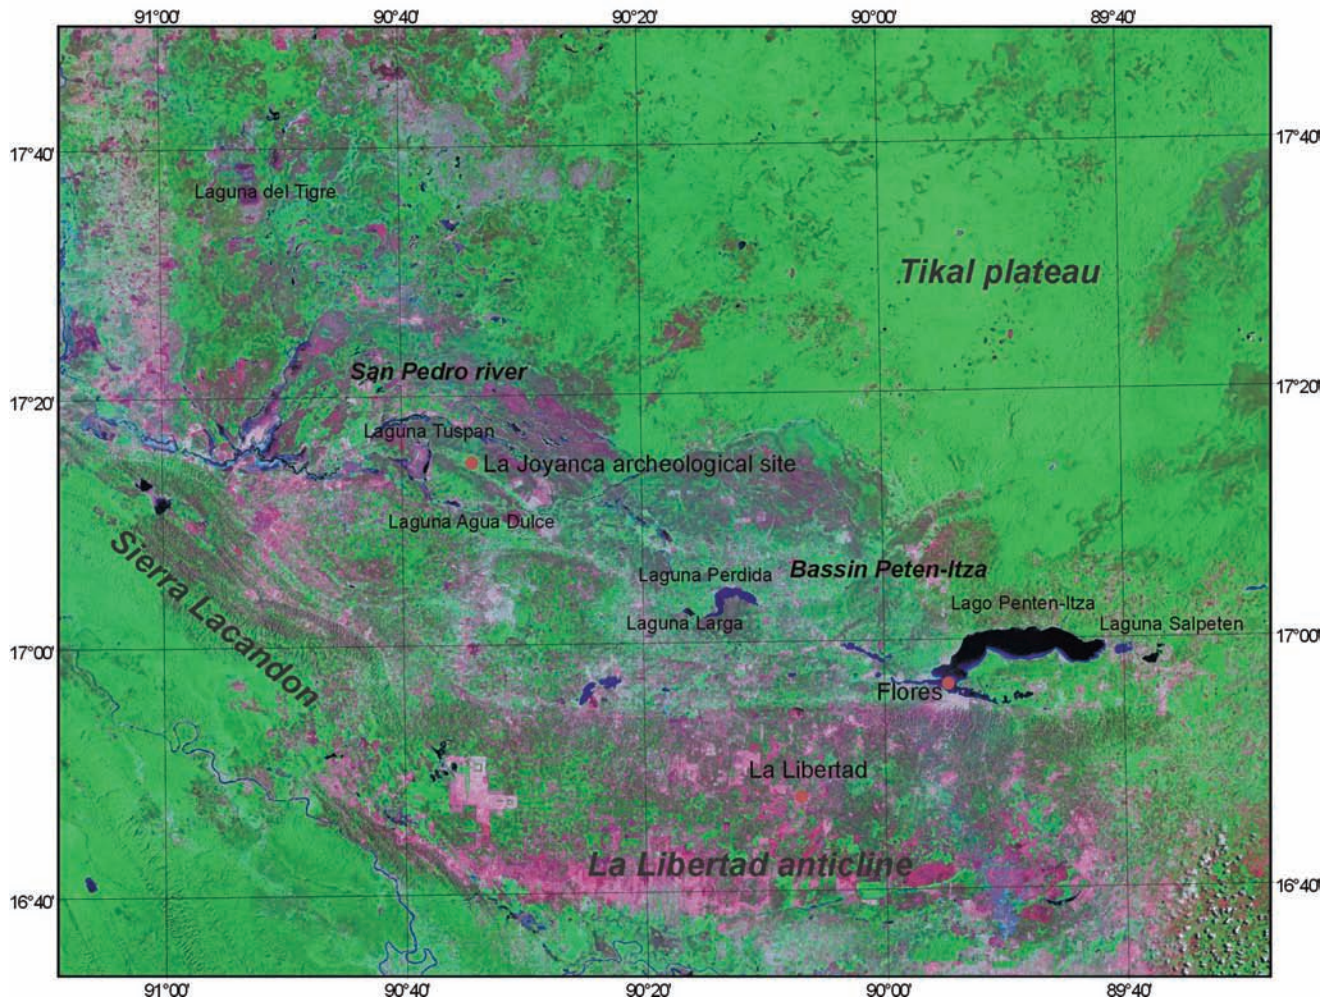 91°00' 90°40' 90°20' 90°00' 89°40'
17°40' 17°40'
Laguna del Tigre
Tikal plateau
San Pedro river
17°20' 17°20'
Laguna Tuspan
La Joyanca archeological site
Laguna Agua Dulce
Sierra Lacandon
Laguna Perdida
Bassin Peten-Itza
Lago Penten-Itza
Laguna Larga
Laguna Salpeten
17°00' 17°00'
Flores
La Libertad
La Libertad anticline
16°40' 16°40'
91°00' 90°40' 90°20' 90°00' 89°40'